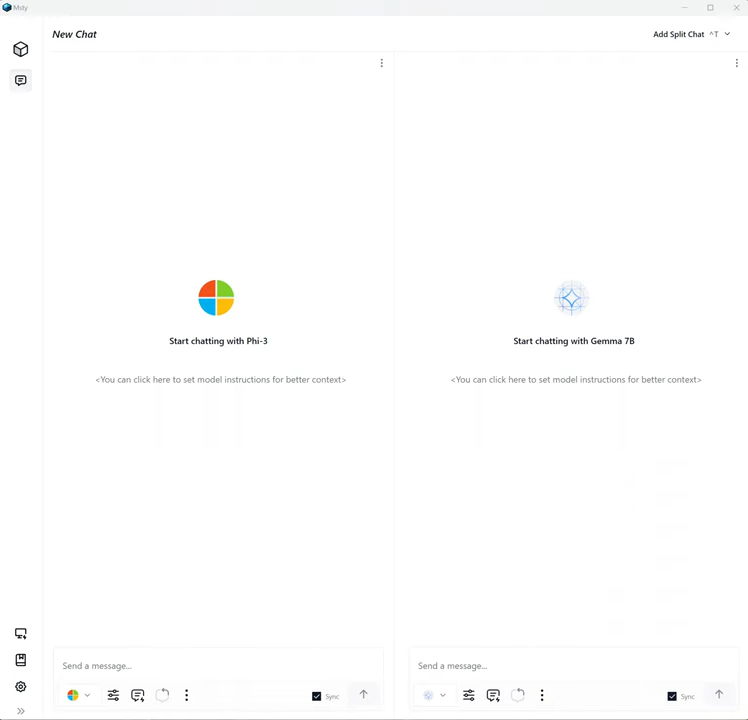 Msty
New Chat
Add Split Chat ^T
Start chatting with Phi-3
<You can click here to set model instructions for better context>
Send a message...
Sync
Start chatting with Gemma 7B
<You can click here to set model instructions for better context>
Send a message...
Sync